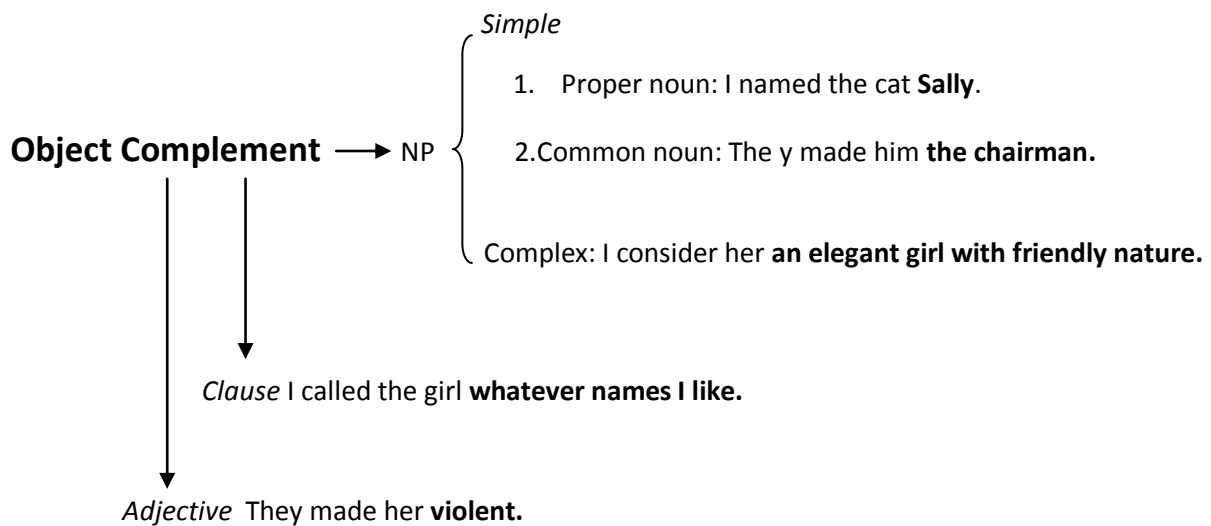 Simple
1. Proper noun: I named the cat Sally.
Object Complement NP 2.Common noun: The y made him the chairman.
Complex: I consider her an elegant girl with friendly nature.
Clause I called the girl whatever names I like.
Adjective They made her violent.